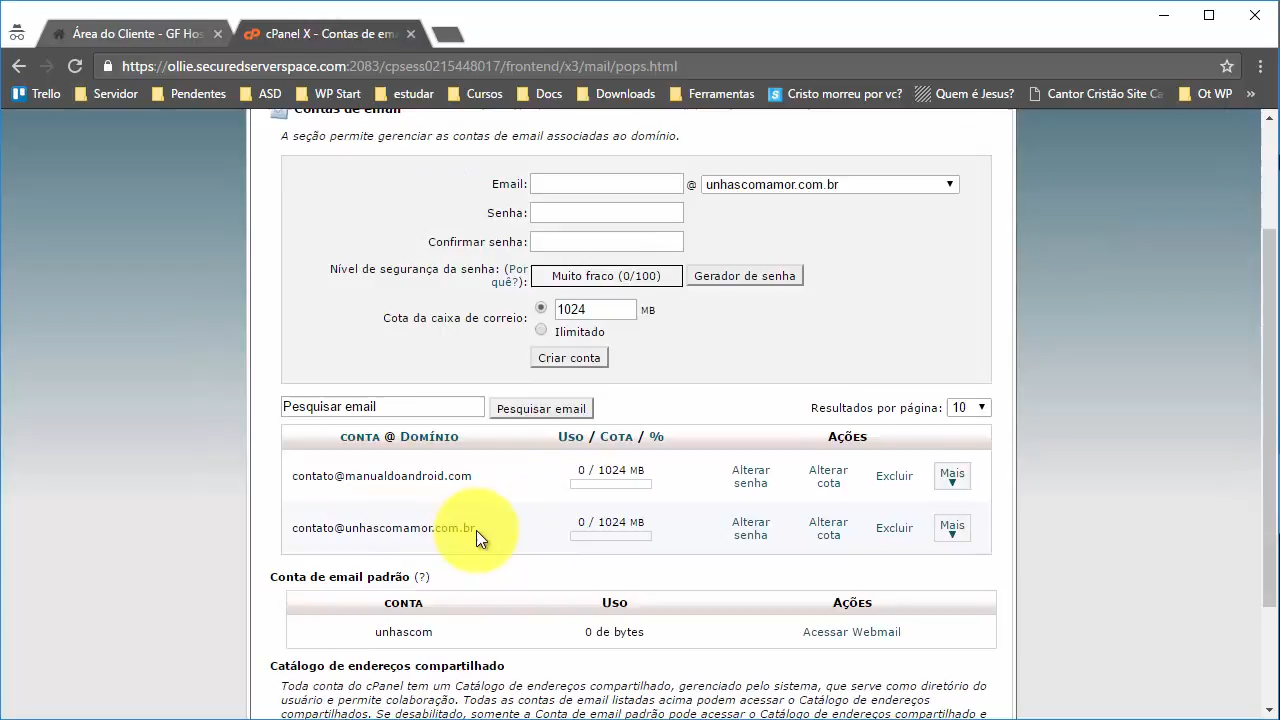 Área do Cliente - GF Hos
cPanel X - Contas de em
https://ollie.securedserverspace.com:2083/cpsess0215448017/frontend/x3/mail/pops.html
Trello Servidor Pendentes ASD WP Start estudar Cursos Docs Downloads Ferramentas Cristo morreu por vc? Quem é Jesus? Cantor Cristão Site Ca Ot WP »
Contas de email
A seção permite gerenciar as contas de email associadas ao domínio.
Email: @ unhascomamor.com.br
Senha:
Confirmar senha:
Nível de segurança da senha: (Por
quê?):
Muito fraco (0/100) Gerador de senha
Cota da caixa de correio: 1024 MB
Ilimitado
Criar conta
Pesquisar email Pesquisar email Resultados por página: 10
CONTA @ DOMÍNIO USO / COTA / % AÇÕES
contato@manualdoandroid.com 0 / 1024 MB Alterar senha Alterar cota Excluir Mais ▼
contato@unhascomamor.com.br 0 / 1024 MB Alterar senha Alterar cota Excluir Mais ▼
Conta de email padrão (?)
CONTA USO AÇÕES
unhascom 0 de bytes Acessar Webmail
Catálogo de endereços compartilhado
Toda conta do cPanel tem um Catálogo de endereços compartilhado, gerenciado pelo sistema, que serve como diretório do
usuário e permite colaboração. Todas as contas de email listadas acima podem acessar o Catálogo de endereços
compartilhados. Se desabilitado, somente a Conta de email padrão pode acessar o Catálogo de endereços compartilhado e